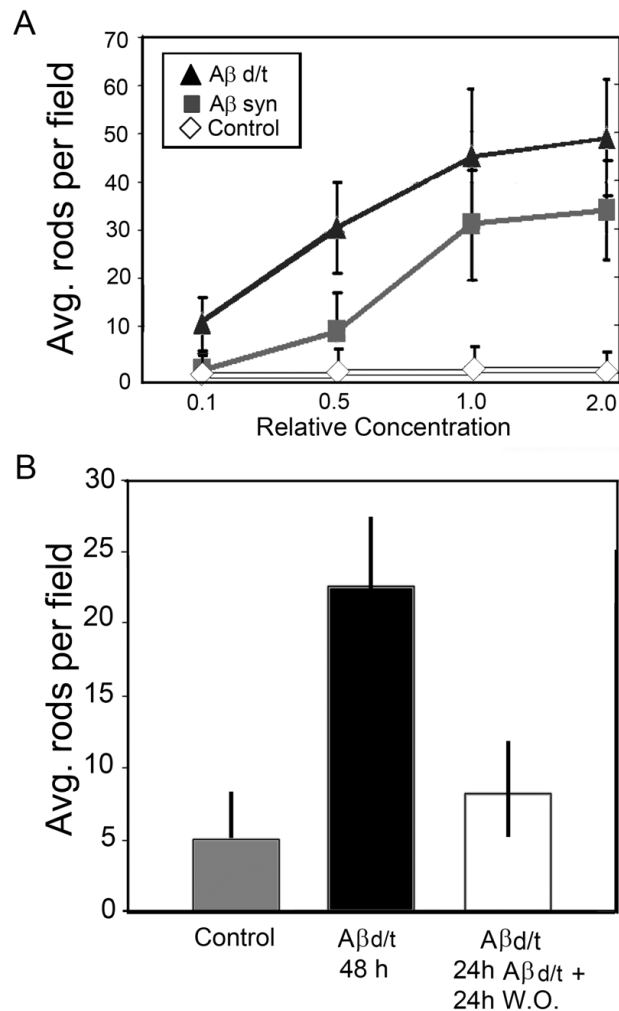 A
Avg. rods per field
70
60
50
40
30
20
10
0
Aβ d/t
Aβ syn
Control
0.1 0.5 1.0 2.0
Relative Concentration
B
Avg. rods per field
30
25
20
15
10
5
0
Control
Aβd/t
48 h
Aβd/t
24h Aβd/t +
24h W.O.